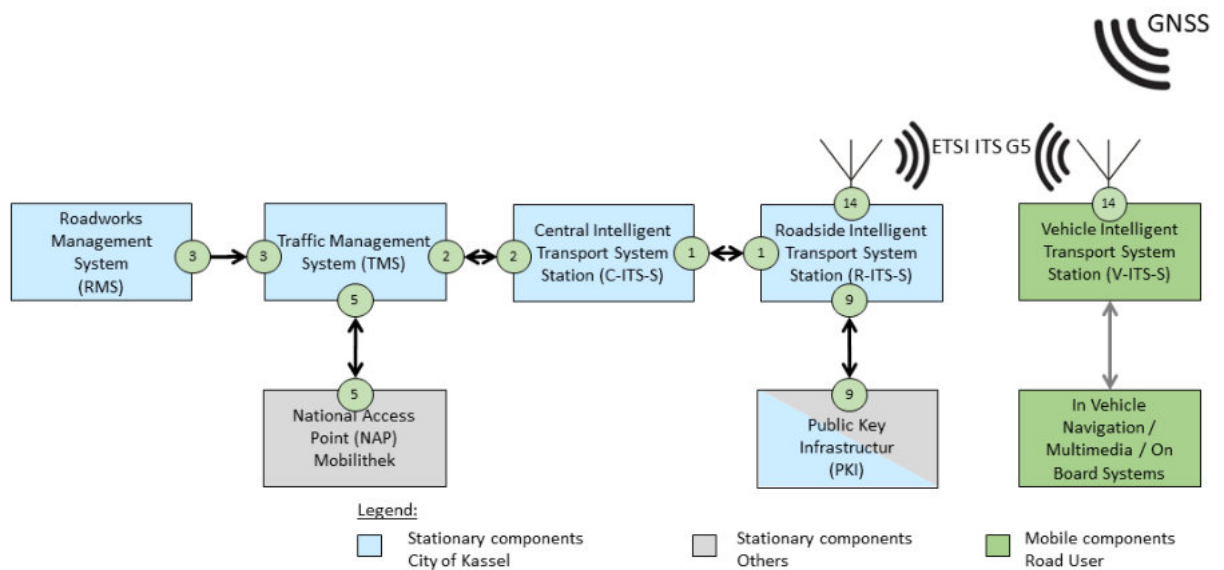 GNSS
ETSI ITS G5
14
14
Roadworks
Management
System
(RMS)
3
3
Traffic Management
System (TMS)
2
2
Central Intelligent
Transport System
Station (C-ITS-S)
1
1
Roadside Intelligent
Transport System
Station (R-ITS-S)
Vehicle Intelligent
Transport System
Station (V-ITS-S)
5
9
5
9
National Access
Point (NAP)
Mobilithek
Public Key
Infrastructur
(PKI)
In Vehicle
Navigation /
Multimedia / On
Board Systems
Legend:
Stationary components
City of Kassel
Stationary components
Others
Mobile components
Road User